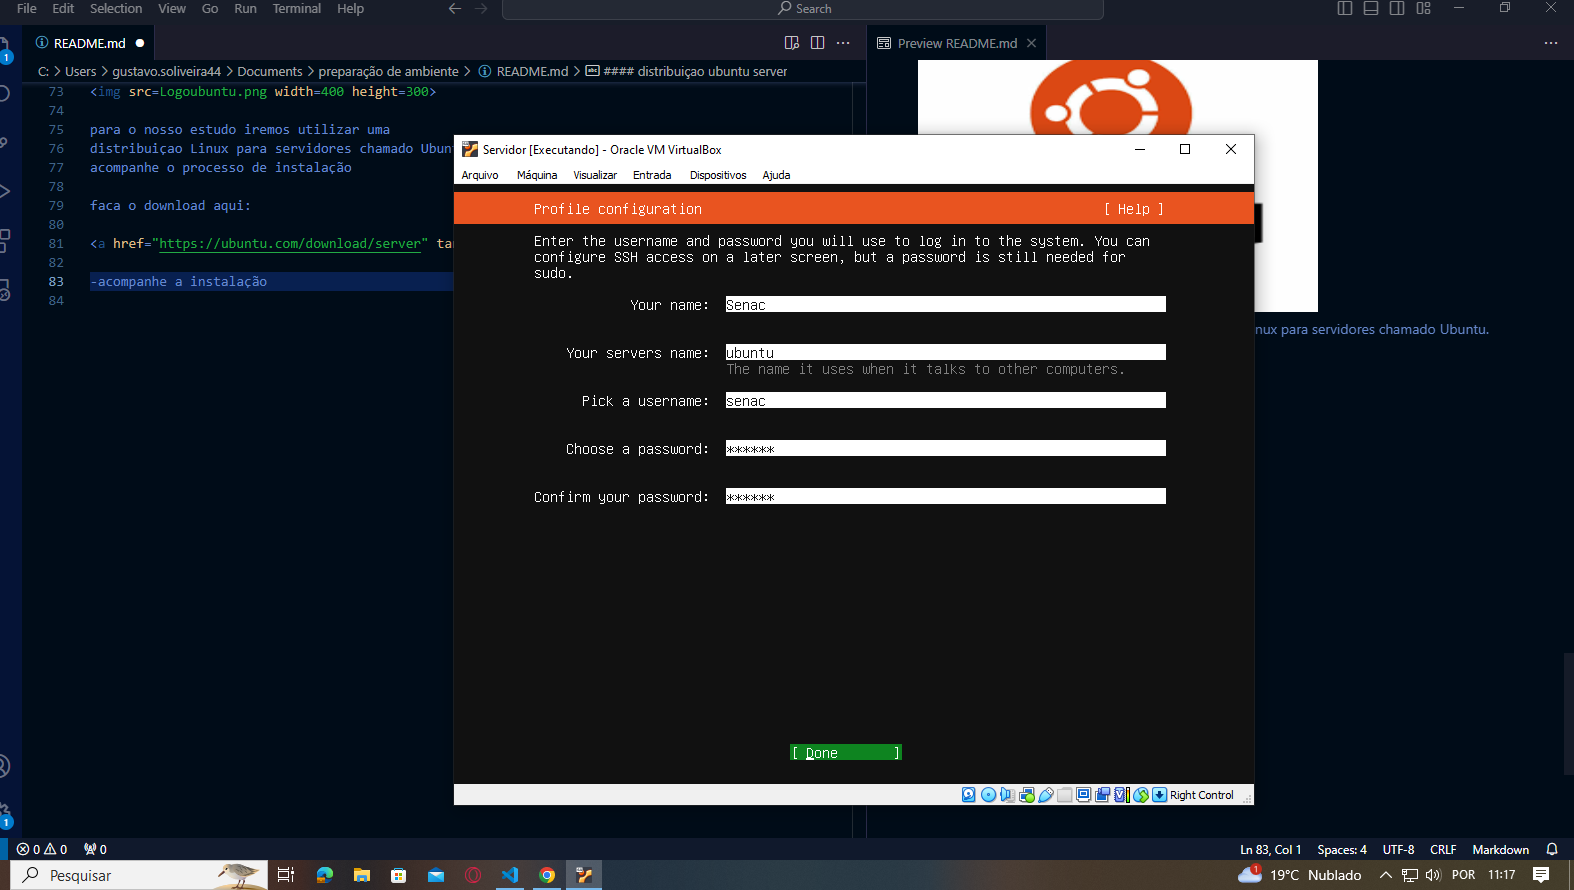 File Edit Selection View Go Run Terminal Help
Search
README.md
Preview README.md
C: > Users > gustavo.soliveira44 > Documents > preparação de ambiente > README.md > #### distribuiçao ubuntu server
73 <img src=Logoubuntu.png width=400 height=300>
74
75 para o nosso estudo iremos utilizar uma
76 distribuiçao Linux para servidores chamado Ubunt
77 acompanhe o processo de instalação
78
79 faca o download aqui:
80
81 <a href="https://ubuntu.com/download/server" tar
82
83 -acompanhe a instalação
84
nux para servidores chamado Ubuntu.
Servidor [Executando] - Oracle VM VirtualBox
Arquivo Máquina Visualizar Entrada Dispositivos Ajuda
Profile configuration [ Help ]
Enter the username and password you will use to log in to the system. You can
configure SSH access on a later screen, but a password is still needed for
sudo.
Your name: Senac
Your servers name: ubuntu
The name it uses when it talks to other computers.
Pick a username: senac
Choose a password: ******
Confirm your password: ******
[ Done ]
Right Control
1
1
0 0 0
Ln 83, Col 1 Spaces: 4 UTF-8 CRLF Markdown
Pesquisar
1 19°C Nublado POR 11:17